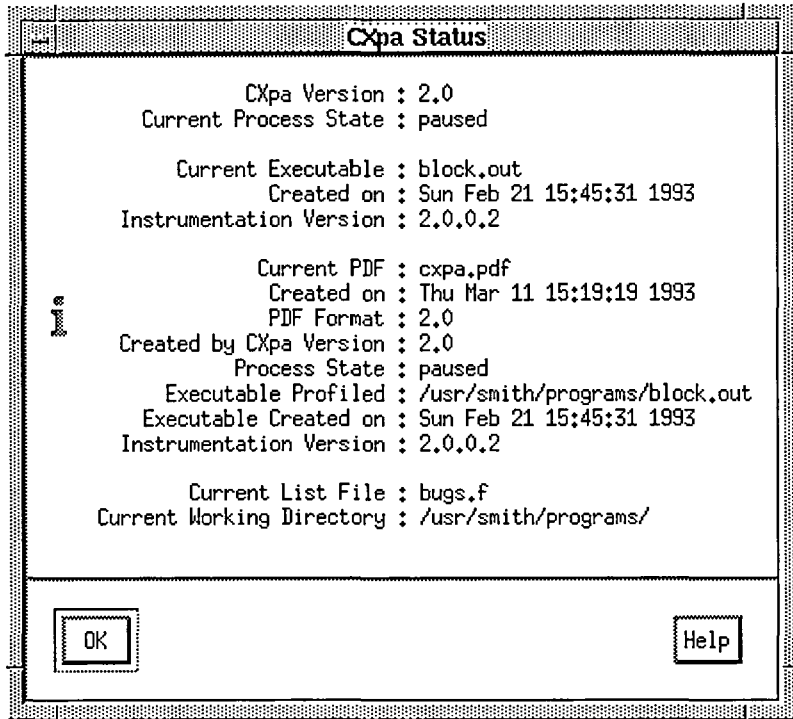 CXpa Status
CXpa Version : 2.0
Current Process State : paused
Current Executable : block.out
Created on : Sun Feb 21 15:45:31 1993
Instrumentation Version : 2.0.0.2
Current PDF : cxpa.pdf
Created on : Thu Mar 11 15:19:19 1993
PDF Format : 2.0
Created by CXpa Version : 2.0
Process State : paused
Executable Profiled : /usr/smith/programs/block.out
Executable Created on : Sun Feb 21 15:45:31 1993
Instrumentation Version : 2.0.0.2
Current List File : bugs.f
Current Working Directory : /usr/smith/programs/
OK Help